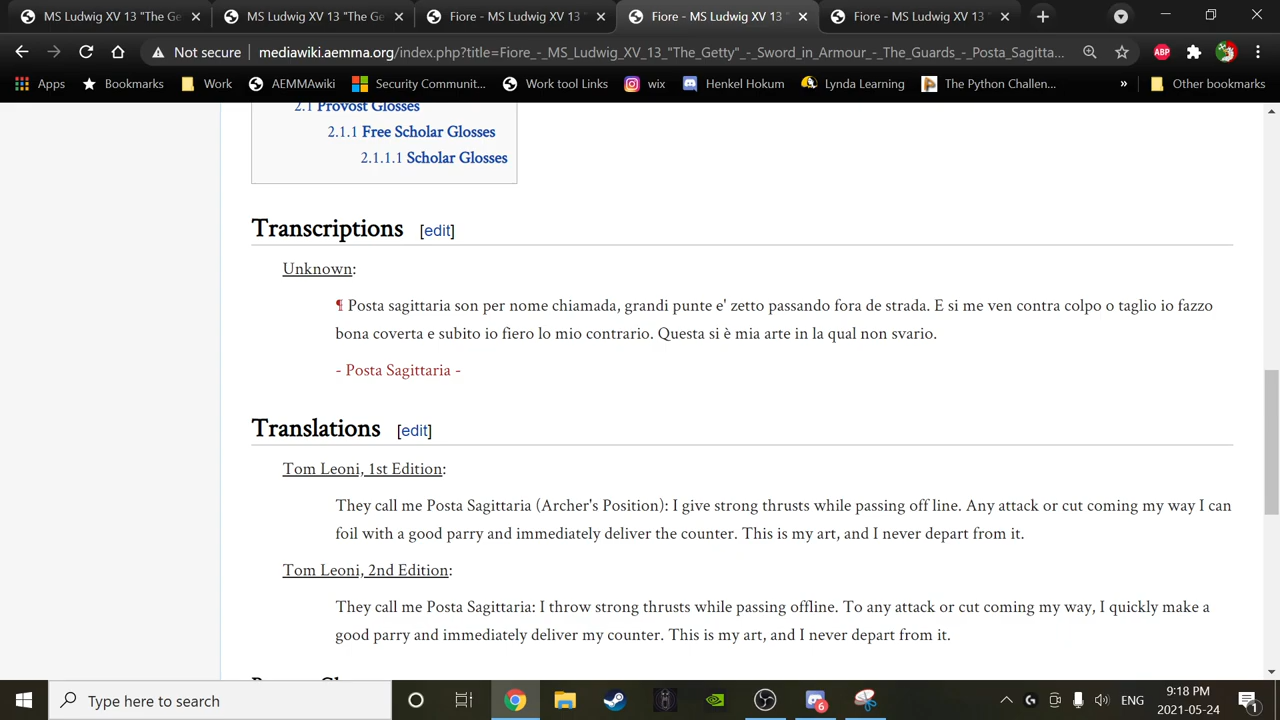 MS Ludwig XV 13 "The Ge
MS Ludwig XV 13 "The Get
Fiore - MS Ludwig XV 13 "
Fiore - MS Ludwig XV 13 "
Fiore - MS Ludwig XV 13 "
Not secure | mediawiki.aemma.org/index.php?title=Fiore_-_MS_Ludwig_XV_13_"The_Getty"_-_Sword_in_Armour_-_The_Guards_-_Posta_Sagitta...
ABP
Apps Bookmarks Work AEMMAwiki Security Communit... Work tool Links wix Henkel Hokum Lynda Learning The Python Challen... » Other bookmarks
2.1 Provost Glosses
2.1.1 Free Scholar Glosses
2.1.1.1 Scholar Glosses
Transcriptions [edit]
Unknown:
¶ Posta sagittaria son per nome chiamada, grandi punte e' zetto passando fora de strada. E si me ven contra colpo o taglio io fazzo
bona coverta e subito io fiero lo mio contrario. Questa si è mia arte in la qual non svario.
- Posta Sagittaria -
Translations [edit]
Tom Leoni, 1st Edition:
They call me Posta Sagittaria (Archer's Position): I give strong thrusts while passing off line. Any attack or cut coming my way I can
foil with a good parry and immediately deliver the counter. This is my art, and I never depart from it.
Tom Leoni, 2nd Edition:
They call me Posta Sagittaria: I throw strong thrusts while passing offline. To any attack or cut coming my way, I quickly make a
good parry and immediately deliver my counter. This is my art, and I never depart from it.
Type here to search
6
ENG
9:18 PM
2021-05-24
1